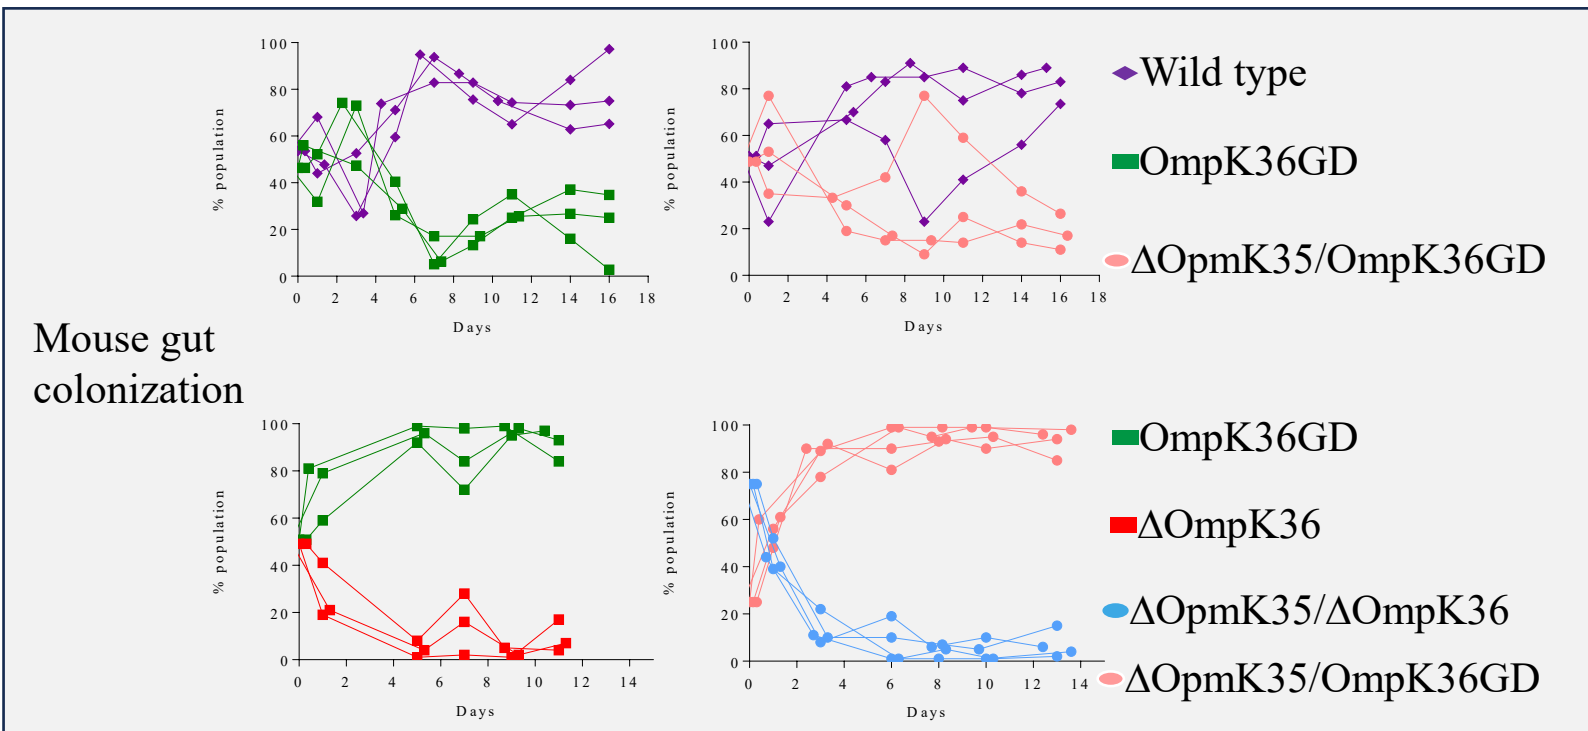 100
80
60
40
20
0
% population
0 2 4 6 8 10 12 14 16 18
Days
100
80
60
40
20
0
% population
0 2 4 6 8 10 12 14 16 18
Days
Wild type
OmpK36GD
ΔOpmK35/OmpK36GD
Mouse gut
colonization
100
80
60
40
20
0
% population
0 2 4 6 8 10 12 14
Days
100
80
60
40
20
0
% population
0 2 4 6 8 10 12 14
Days
OmpK36GD
ΔOmpK36
ΔOpmK35/ΔOmpK36
ΔOpmK35/OmpK36GD